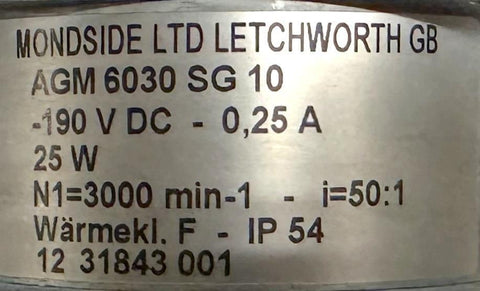 MONDSIDE LTD LETCHWORTH GB
AGM 6030 SG 10
-190 V DC - 0,25 A
25 W
N1=3000 min-1 - i=50:1
Wärmekl. F - IP 54
12 31843 001